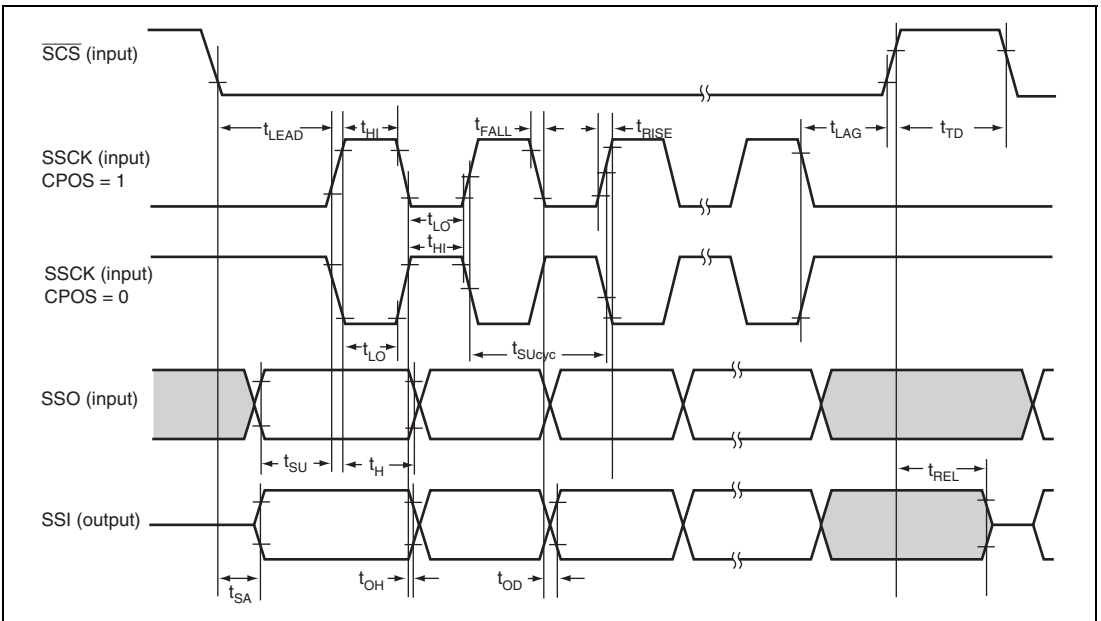 SCS (input)
tLEAD
tHI
tFALL
tRISE
tLAG
tTD
SSCK (input)
CPOS = 1
tLO
tHI
SSCK (input)
CPOS = 0
tLO
tSUcyc
SSO (input)
tSU
tH
tREL
SSI (output)
tSA
tOH
tOD